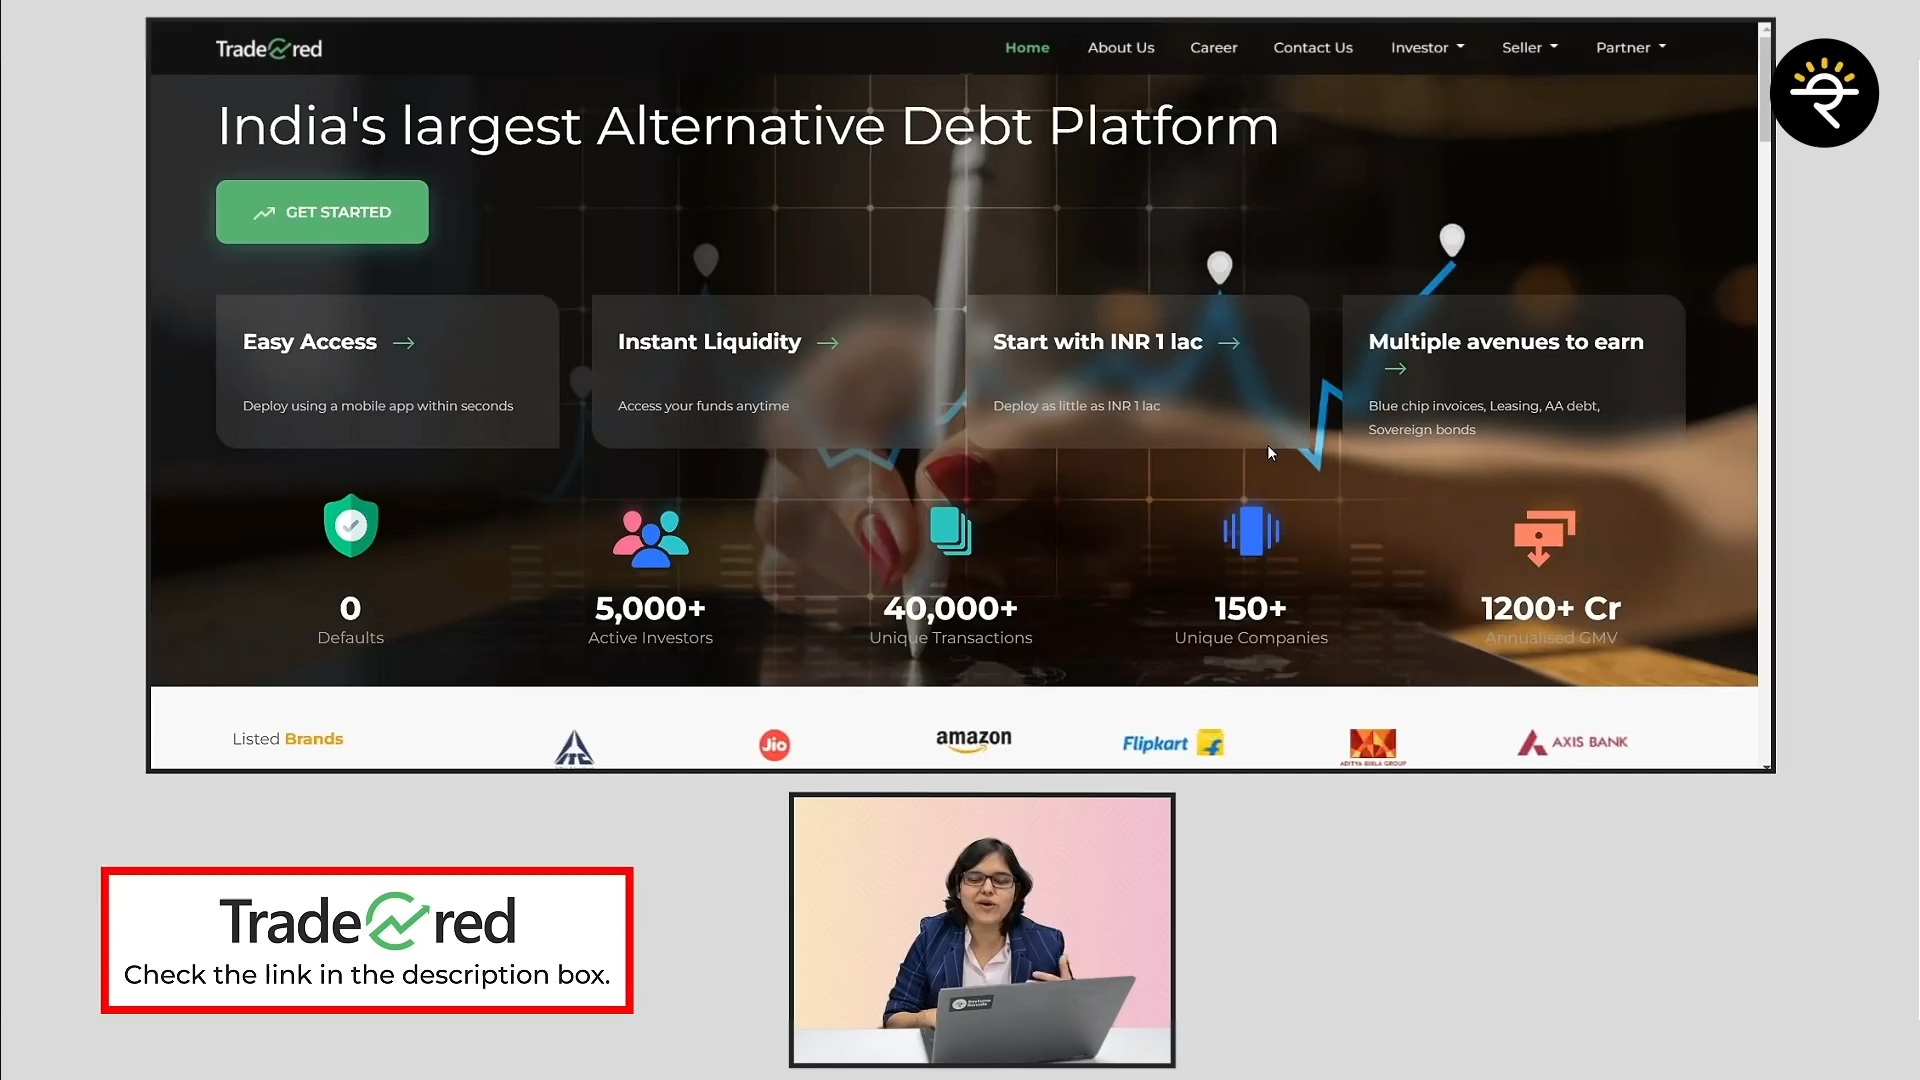 TradeCred
Home
About Us
Career
Contact Us
Investor
Seller
Partner
India's largest Alternative Debt Platform
GET STARTED
Easy Access
Deploy using a mobile app within seconds
Instant Liquidity
Access your funds anytime
Start with INR 1 lac
Deploy as little as INR 1 lac
Multiple avenues to earn
Blue chip invoices, Leasing, AA debt,
Sovereign bonds
0
Defaults
5,000+
Active Investors
40,000+
Unique Transactions
150+
Unique Companies
1200+ Cr
Annualised GMV
Listed Brands
ITC
Jio
amazon
Flipkart
ADITYA BIRLA GROUP
AXIS BANK
TradeCred
Check the link in the description box.